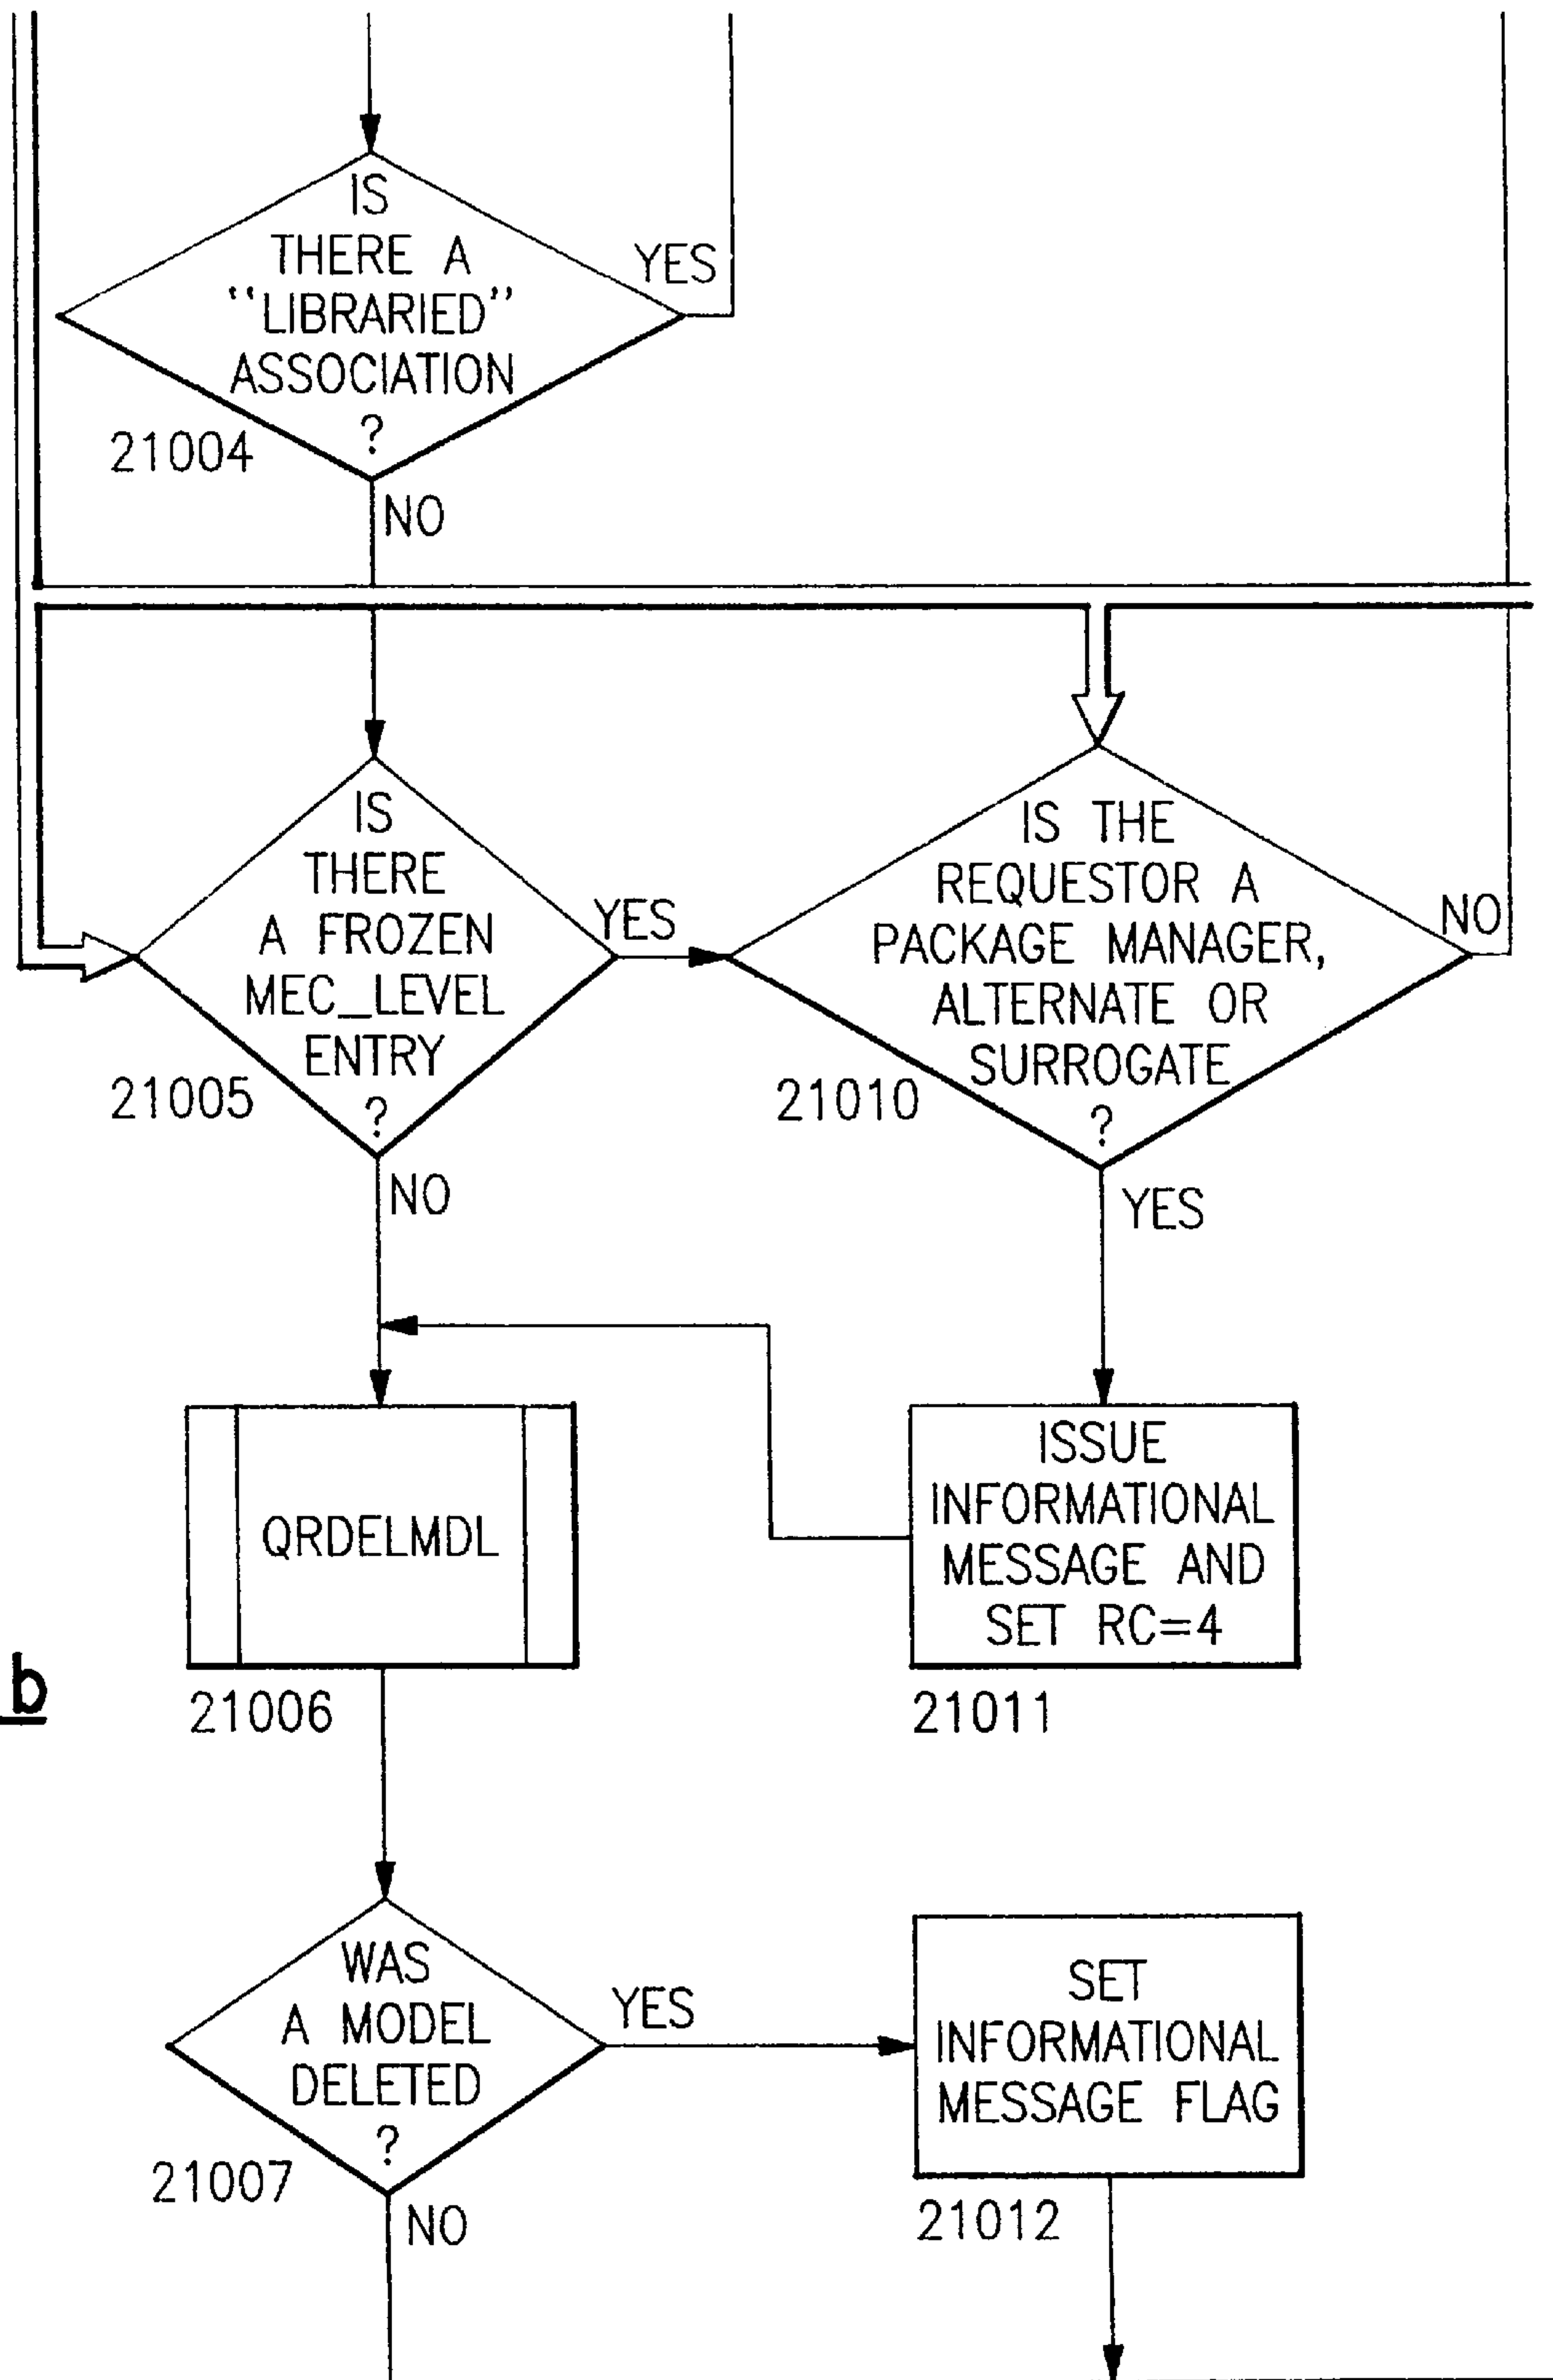 IS
THERE A
"LIBRARIED"
ASSOCIATION
?
YES
21004
NO
IS
THERE
A FROZEN
MEC_LEVEL
ENTRY
?
YES
21005
NO
IS THE
REQUESTOR A
PACKAGE MANAGER,
ALTERNATE OR
SURROGATE
?
NO
21010
YES
QRDELMDL
21006
ISSUE
INFORMATIONAL
MESSAGE AND
SET RC=4
21011
b
WAS
A MODEL
DELETED
?
YES
21007
NO
SET
INFORMATIONAL
MESSAGE FLAG
21012